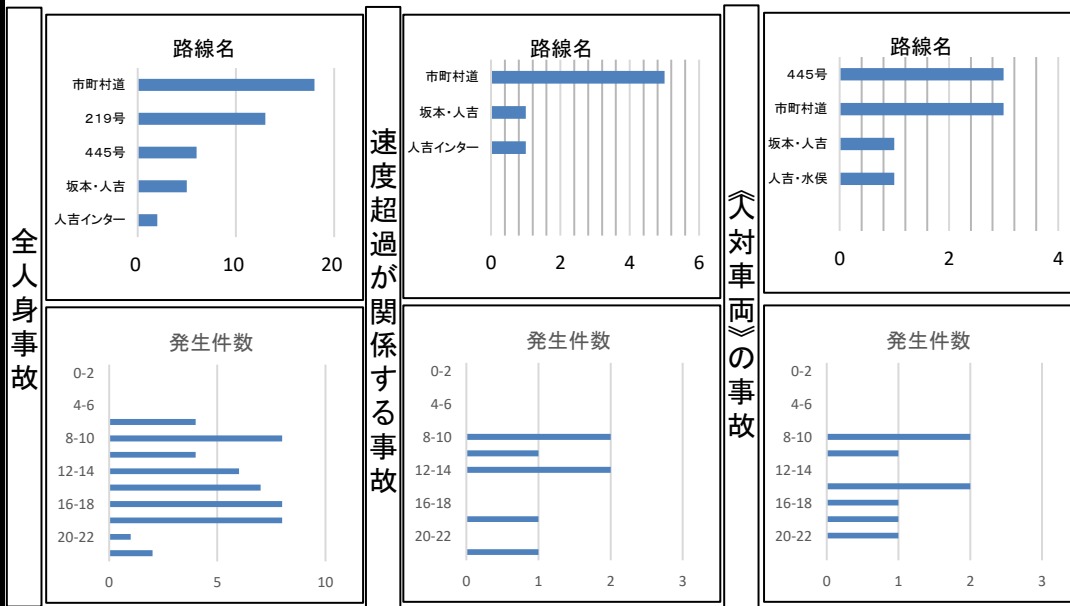 全人身事故
路線名
市町村道
219号
445号
坂本・人吉
人吉インター
0 10 20
発生件数
0-2
4-6
8-10
12-14
16-18
20-22
0 5 10
速度超過が関係する事故
路線名
市町村道
坂本・人吉
人吉インター
0 2 4 6
発生件数
0-2
4-6
8-10
12-14
16-18
20-22
0 1 2 3
《人対車両》の事故
路線名
445号
市町村道
坂本・人吉
人吉・水俣
0 2 4
発生件数
0-2
4-6
8-10
12-14
16-18
20-22
0 1 2 3